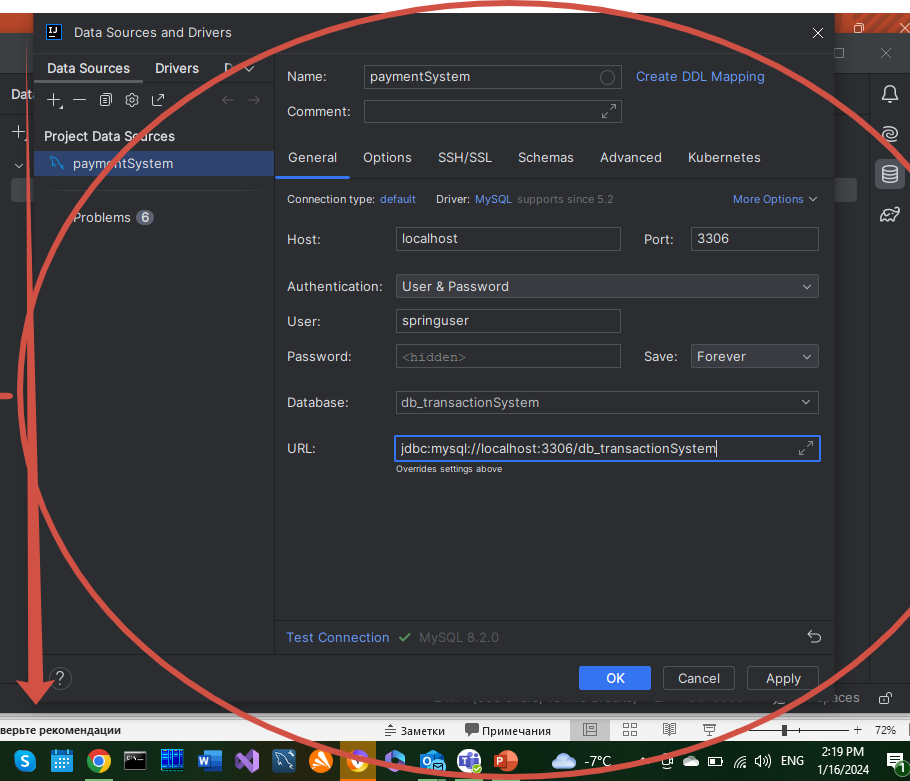 Data Sources and Drivers
Data Sources Drivers D
Name: paymentSystem Create DDL Mapping
Comment:
Project Data Sources
paymentSystem
Problems 6
General Options SSH/SSL Schemas Advanced Kubernetes
Connection type: default Driver: MySQL supports since 5.2 More Options
Host: localhost Port: 3306
Authentication: User & Password
User: springuser
Password: <hidden> Save: Forever
Database: db_transactionSystem
URL: jdbc:mysql://localhost:3306/db_transactionSystem
Overrides settings above
Test Connection MySQL 8.2.0
? OK Cancel Apply
верьте рекомендации Заметки Примечания 72%
-7°C ENG 2:19 PM
1/16/2024 1